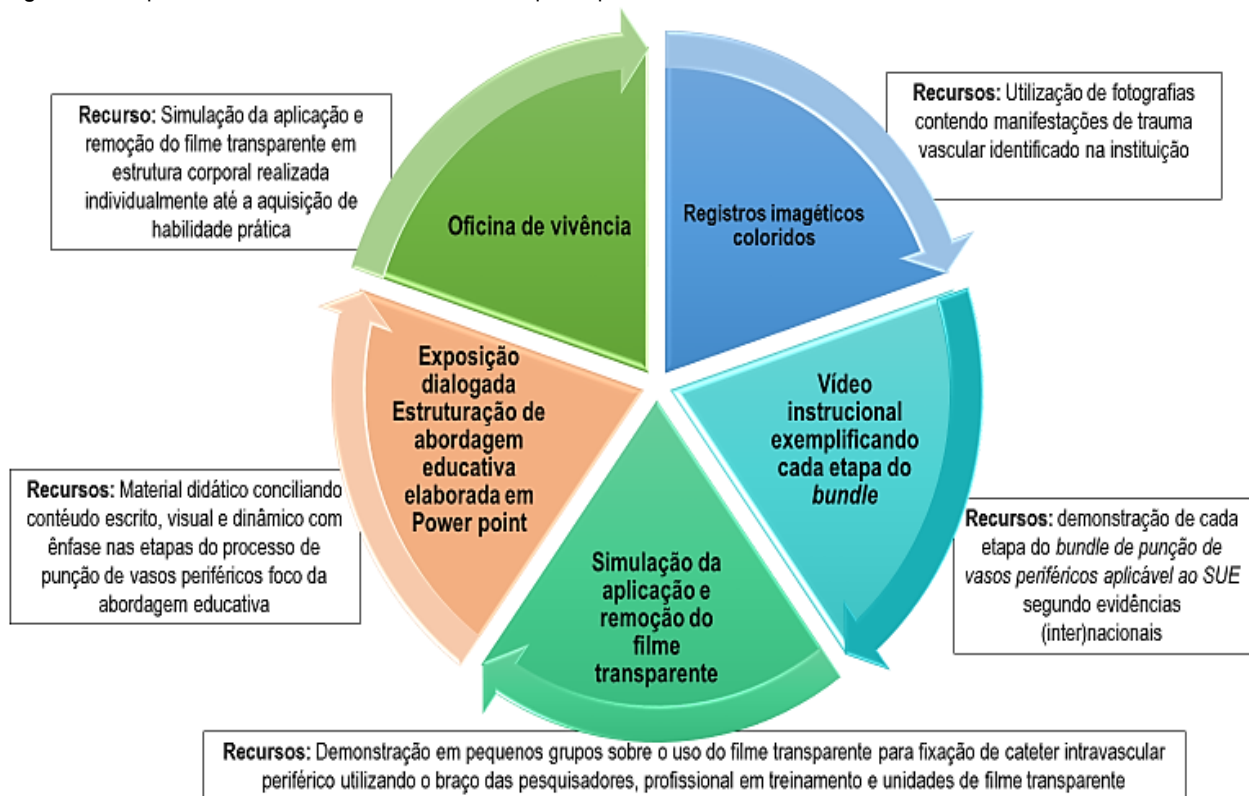 Recurso: Simulação da aplicação e
remoção do filme transparente em
estrutura corporal realizada
individualmente até a aquisição de
habilidade prática
Oficina de vivência
Registros imagéticos
coloridos
Recursos: Utilização de fotografias
contendo manifestações de trauma
vascular identificado na instituição
Vídeo
instrucional
exemplificando
cada etapa do
bundle
Recursos: demonstração de cada
etapa do bundle de punção de
vasos periféricos aplicável ao SUE
segundo evidências
(inter)nacionais
Simulação da
aplicação e
remoção do
filme
transparente
Recursos: Demonstração em pequenos grupos sobre o uso do filme transparente para fixação de cateter intravascular
periférico utilizando o braço das pesquisadores, profissional em treinamento e unidades de filme transparente
Exposição
dialogada
Estruturação de
abordagem
educativa
elaborada em
Power point
Recursos: Material didático conciliando
contéudo escrito, visual e dinâmico com
ênfase nas etapas do processo de
punção de vasos periféricos foco da
abordagem educativa